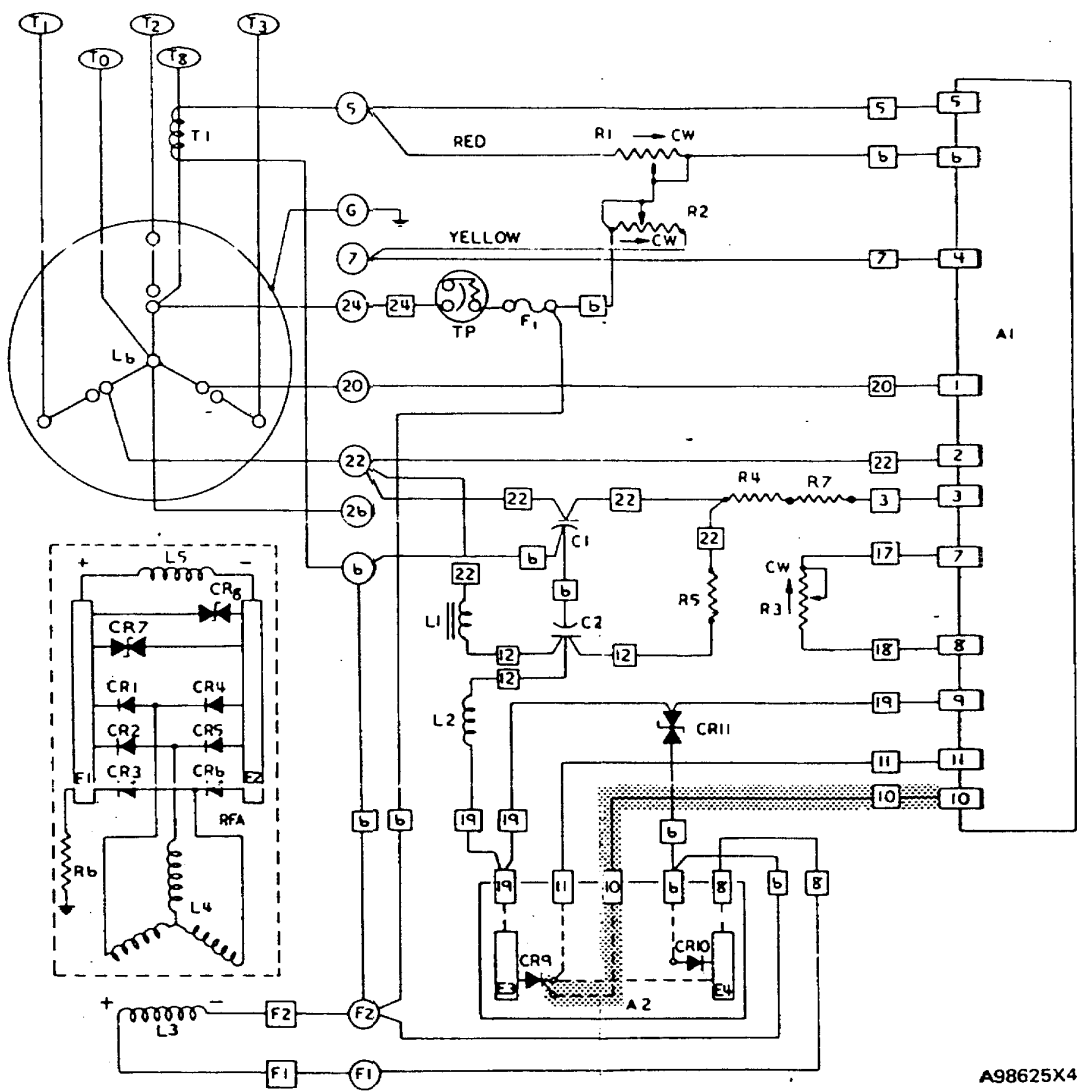 T1 T2 T3
T0 T8
T1
5 5 5
RED R1 CW b b
G R2
YELLOW CW
7 7 4
24 24 TP F1 b
A1
Lb
20 20 1
22 22 2
22 22 R4 R7 3 3
26
C1 22 17 7
b b CW
22 b R5 R3
L1 C2
12 12 18 8
12
L2 19 9
CR11
11 11
10 10
+ L5 -
CR8
CR7
CR1 CR4
CR2 CR5
CR3 CRb
E1 E2
RFA
Rb
L4
b b 19 19 b
19 11 10 b 8 b 8
CR9 CR10
E3 E4
A2
+ -
L3 F2 F2
F1 F1
A98625X4